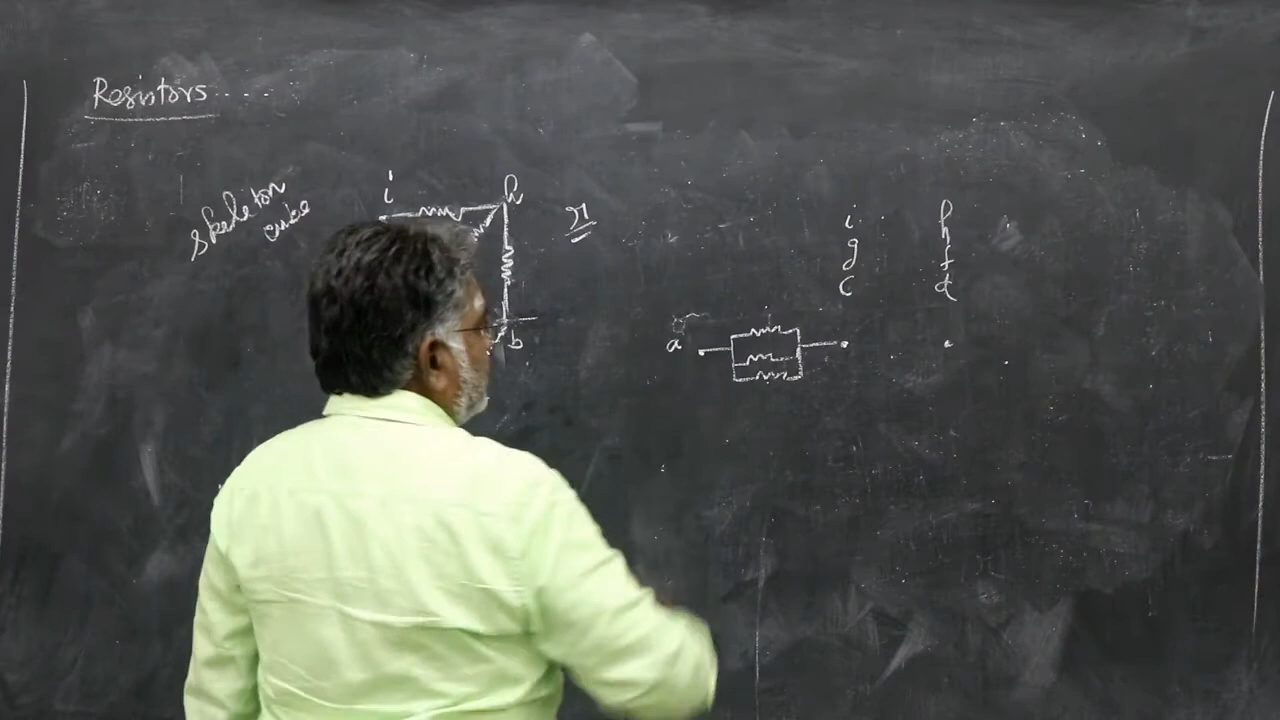 Resistors.....
skeleton
cube
i h
r
b
a
i h
g f
c d